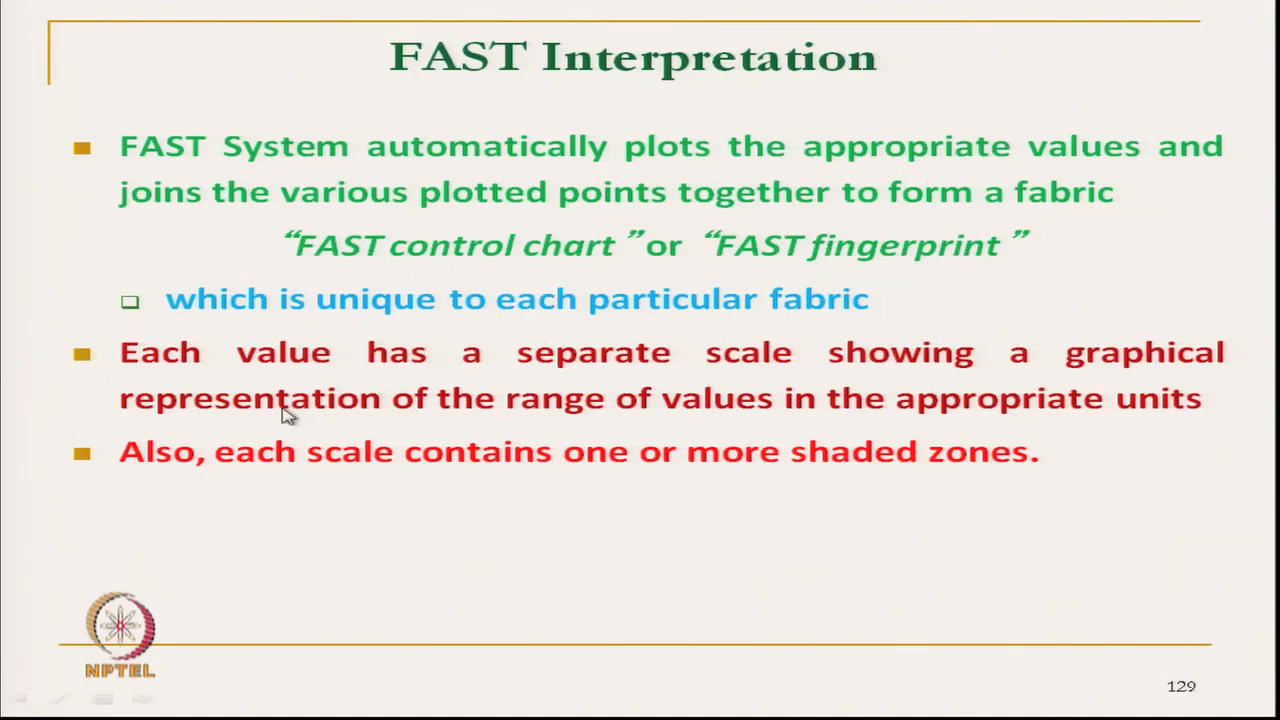 FAST Interpretation
FAST System automatically plots the appropriate values and
joins the various plotted points together to form a fabric
“FAST control chart ” or “FAST fingerprint ”
which is unique to each particular fabric
Each value has a separate scale showing a graphical
representation of the range of values in the appropriate units
Also, each scale contains one or more shaded zones.
NPTEL
129